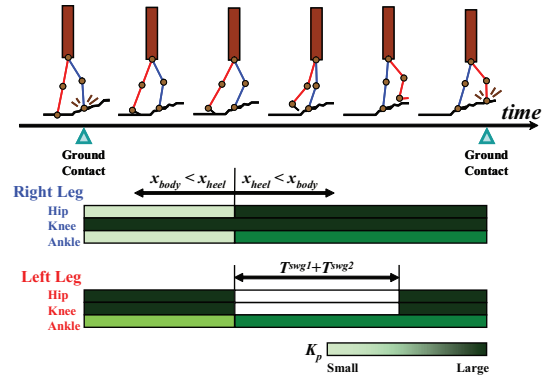 time
Ground
Contact
Ground
Contact
x_body < x_heel x_heel < x_body
Right Leg
Hip
Knee
Ankle
T^swg1+T^swg2
Left Leg
Hip
Knee
Ankle
K_p
Small Large